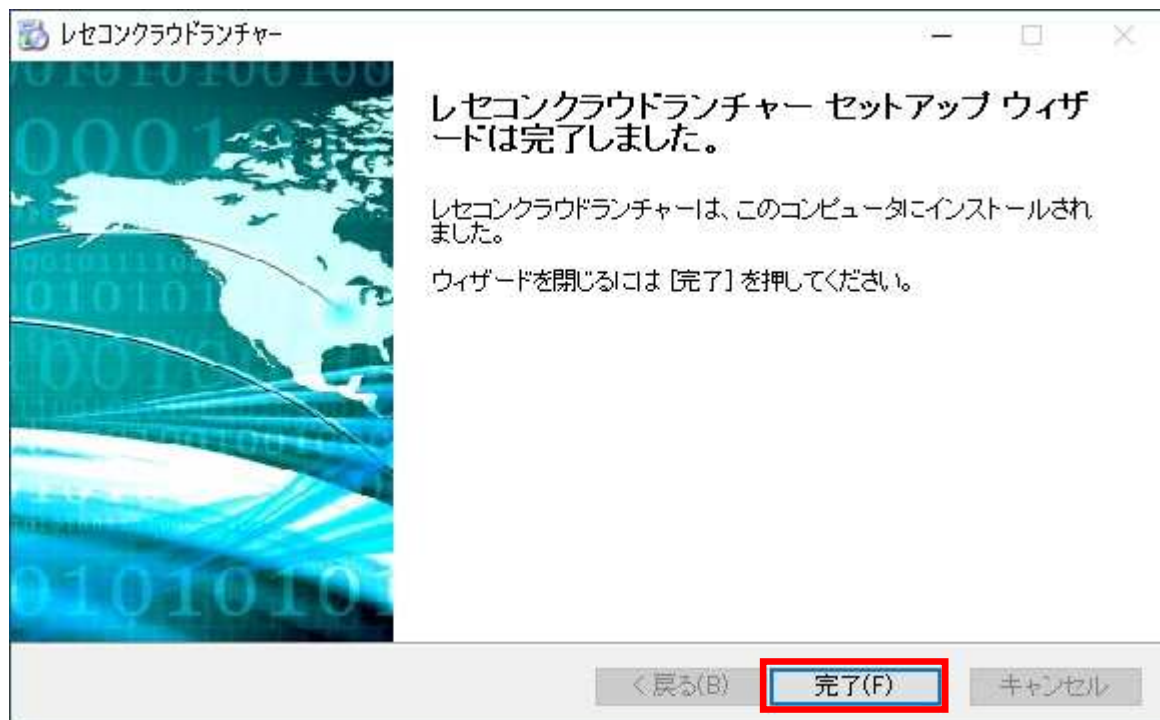 レセコンクラウドランチャー
レセコンクラウドランチャー セットアップ ウィザ
ードは完了しました。
レセコンクラウドランチャーは、このコンピュータにインストールされ
ました。
ウィザードを閉じるには [完了] を押してください。
< 戻る(B)
完了(F)
キャンセル